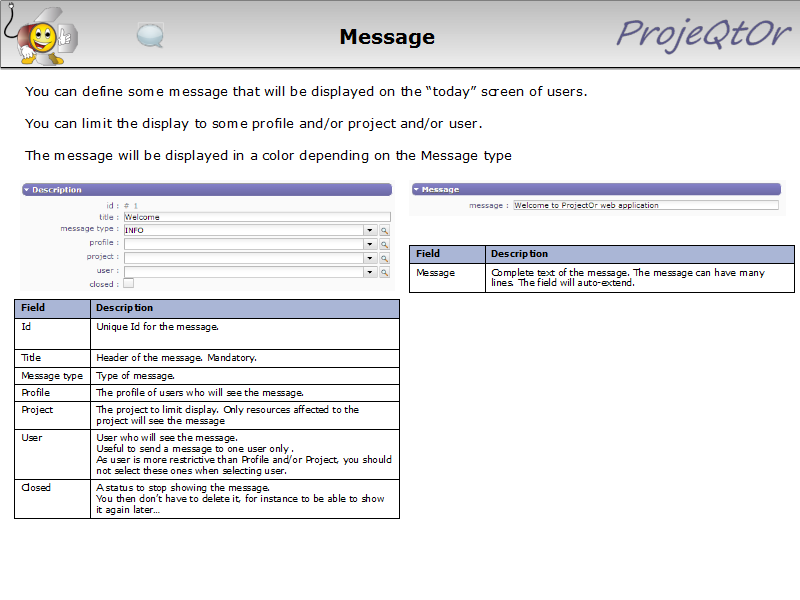 Message
ProjeQtOr
You can define some message that will be displayed on the “today” screen of users.
You can limit the display to some profile and/or project and/or user.
The message will be displayed in a color depending on the Message type
Description
id : # 1
title : Welcome
message type : INFO
profile :
project :
user :
closed :
Field Description
Id Unique Id for the message.
Title Header of the message. Mandatory.
Message type Type of message.
Profile The profile of users who will see the message.
Project The project to limit display. Only resources affected to the
project will see the message
User User who will see the message.
Useful to send a message to one user only .
As user is more restrictive than Profile and/or Project, you should
not select these ones when selecting user.
Closed A status to stop showing the message.
You then don’t have to delete it, for instance to be able to show
it again later…
Message
message : Welcome to ProjectOr web application
Field Description
Message Complete text of the message. The message can have many
lines. The field will auto-extend.